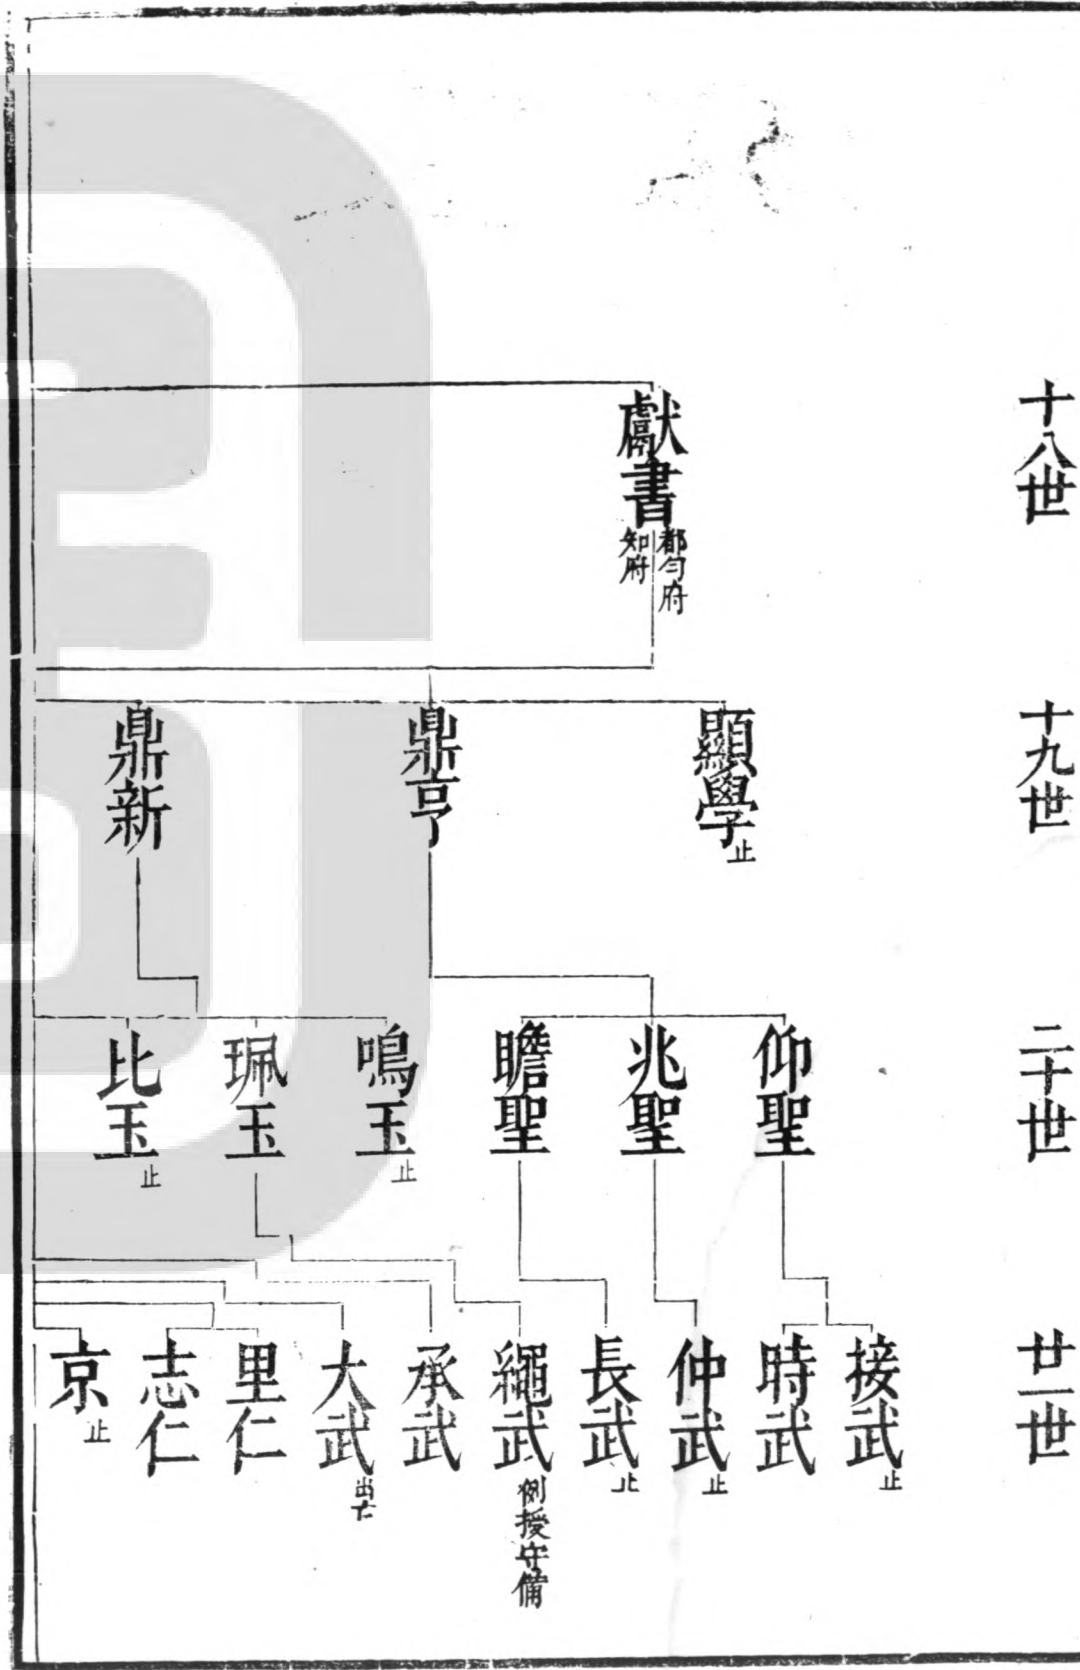 十八世
獻書
都勻府
知府
十九世
顯學止
鼎亨
鼎新
二十世
仰聖
兆聖
瞻聖
鳴玉止
珮玉
比玉止
廿一世
接武止
時武
仲武止
長武止
繩武例授守備
承武
大武出亡
里仁
志仁
京止